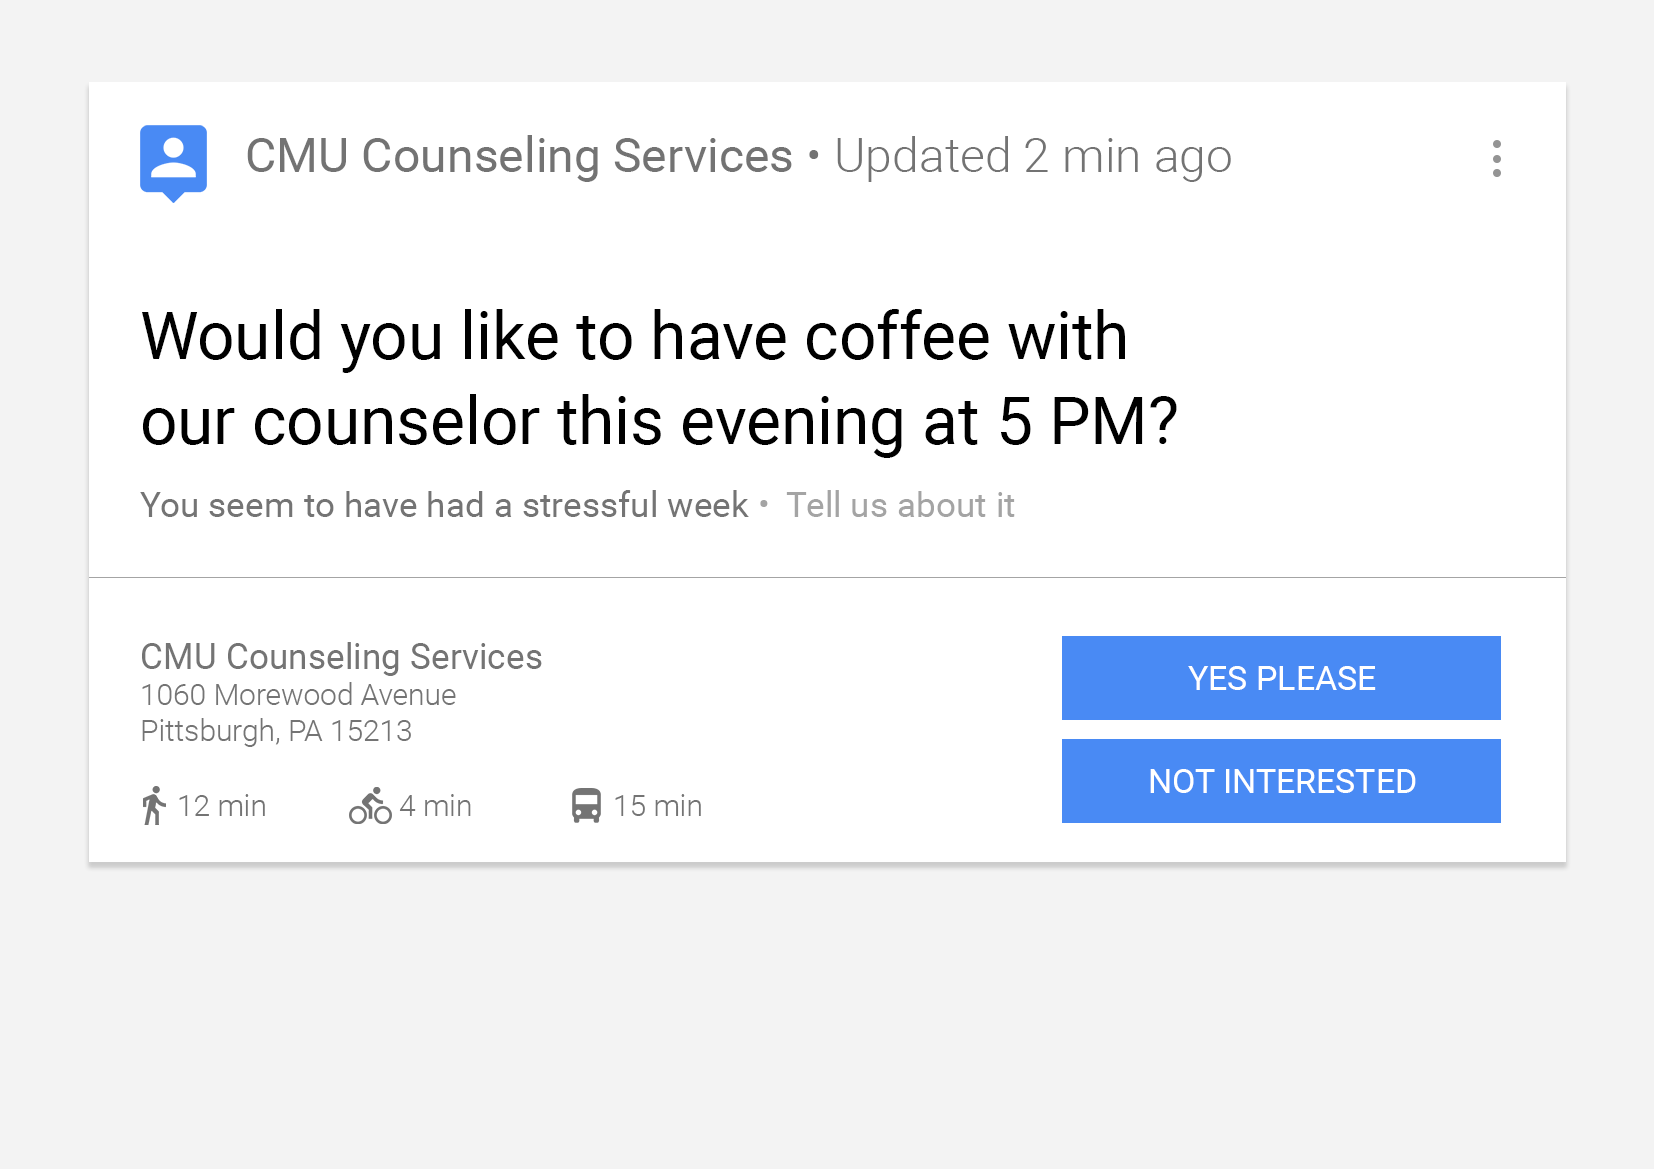 CMU Counseling Services • Updated 2 min ago
Would you like to have coffee with
our counselor this evening at 5 PM?
You seem to have had a stressful week • Tell us about it
CMU Counseling Services
1060 Morewood Avenue
Pittsburgh, PA 15213
12 min 4 min 15 min
YES PLEASE
NOT INTERESTED